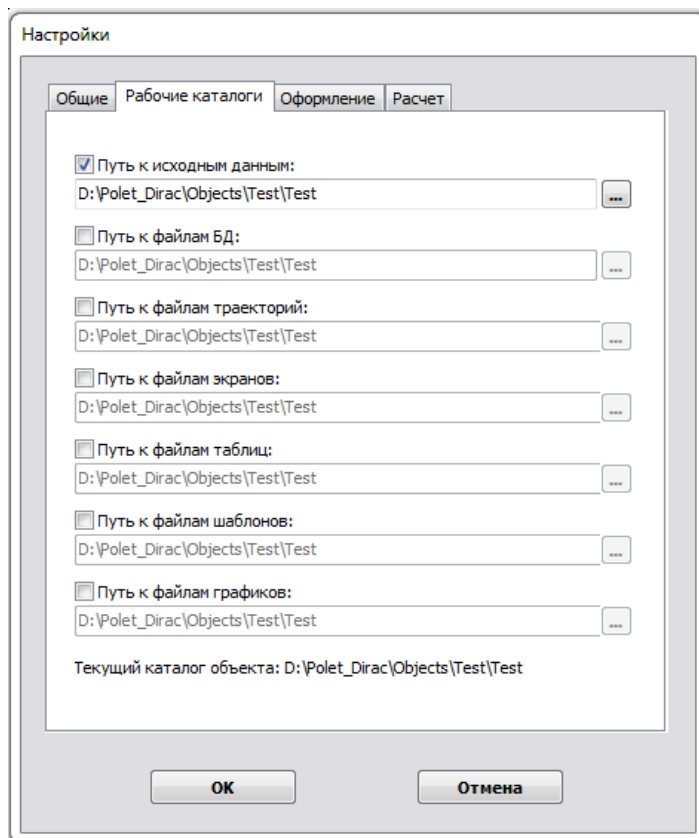 Настройки
Общие Рабочие каталоги Оформление Расчет
Путь к исходным данным:
D:\Polet_Dirac\Objects\Test\Test ...
Путь к файлам БД:
D:\Polet_Dirac\Objects\Test\Test ...
Путь к файлам траекторий:
D:\Polet_Dirac\Objects\Test\Test ...
Путь к файлам экранов:
D:\Polet_Dirac\Objects\Test\Test ...
Путь к файлам таблиц:
D:\Polet_Dirac\Objects\Test\Test ...
Путь к файлам шаблонов:
D:\Polet_Dirac\Objects\Test\Test ...
Путь к файлам графиков:
D:\Polet_Dirac\Objects\Test\Test ...
Текущий каталог объекта: D:\Polet_Dirac\Objects\Test\Test
OK Отмена